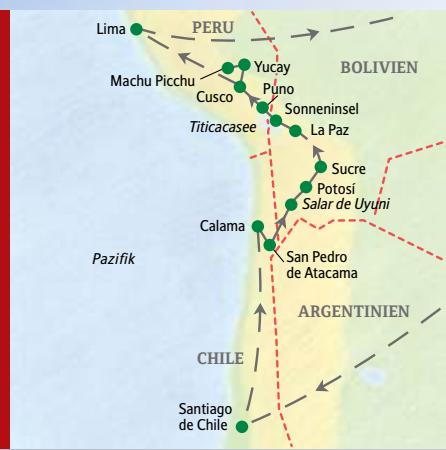 Lima
PERU
Yucay
BOLIVIEN
Machu Picchu
Puno
Cusco
Sonneninsel
Titicacasee
La Paz
Sucre
Potosí
Salar de Uyuni
Calama
Pazifik
San Pedro
de Atacama
ARGENTINIEN
CHILE
Santiago
de Chile